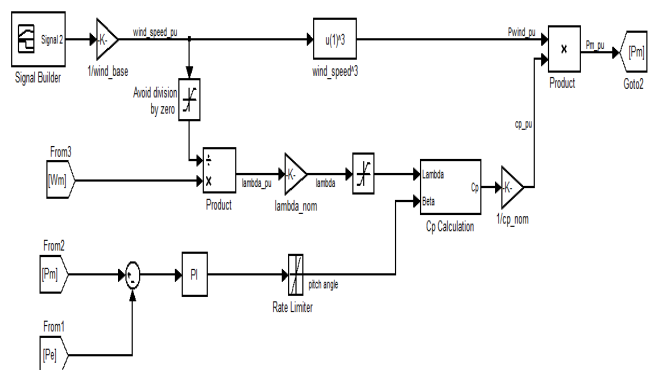 Signal 2
Signal Builder
-K-
1/wind_base
wind_speed_pu
u(1)^3
wind_speed^3
Pwind_pu
×
Product
Pm_pu
[Pm]
Goto2
Avoid division
by zero
cp_pu
From3
[Wm]
÷
×
Product
lambda_pu
-K-
lambda_nom
lambda
Lambda
Beta
Cp
Cp Calculation
-K-
1/cp_nom
From2
[Pm]
+
-
PI
Rate Limiter
pitch angle
From1
[Pe]